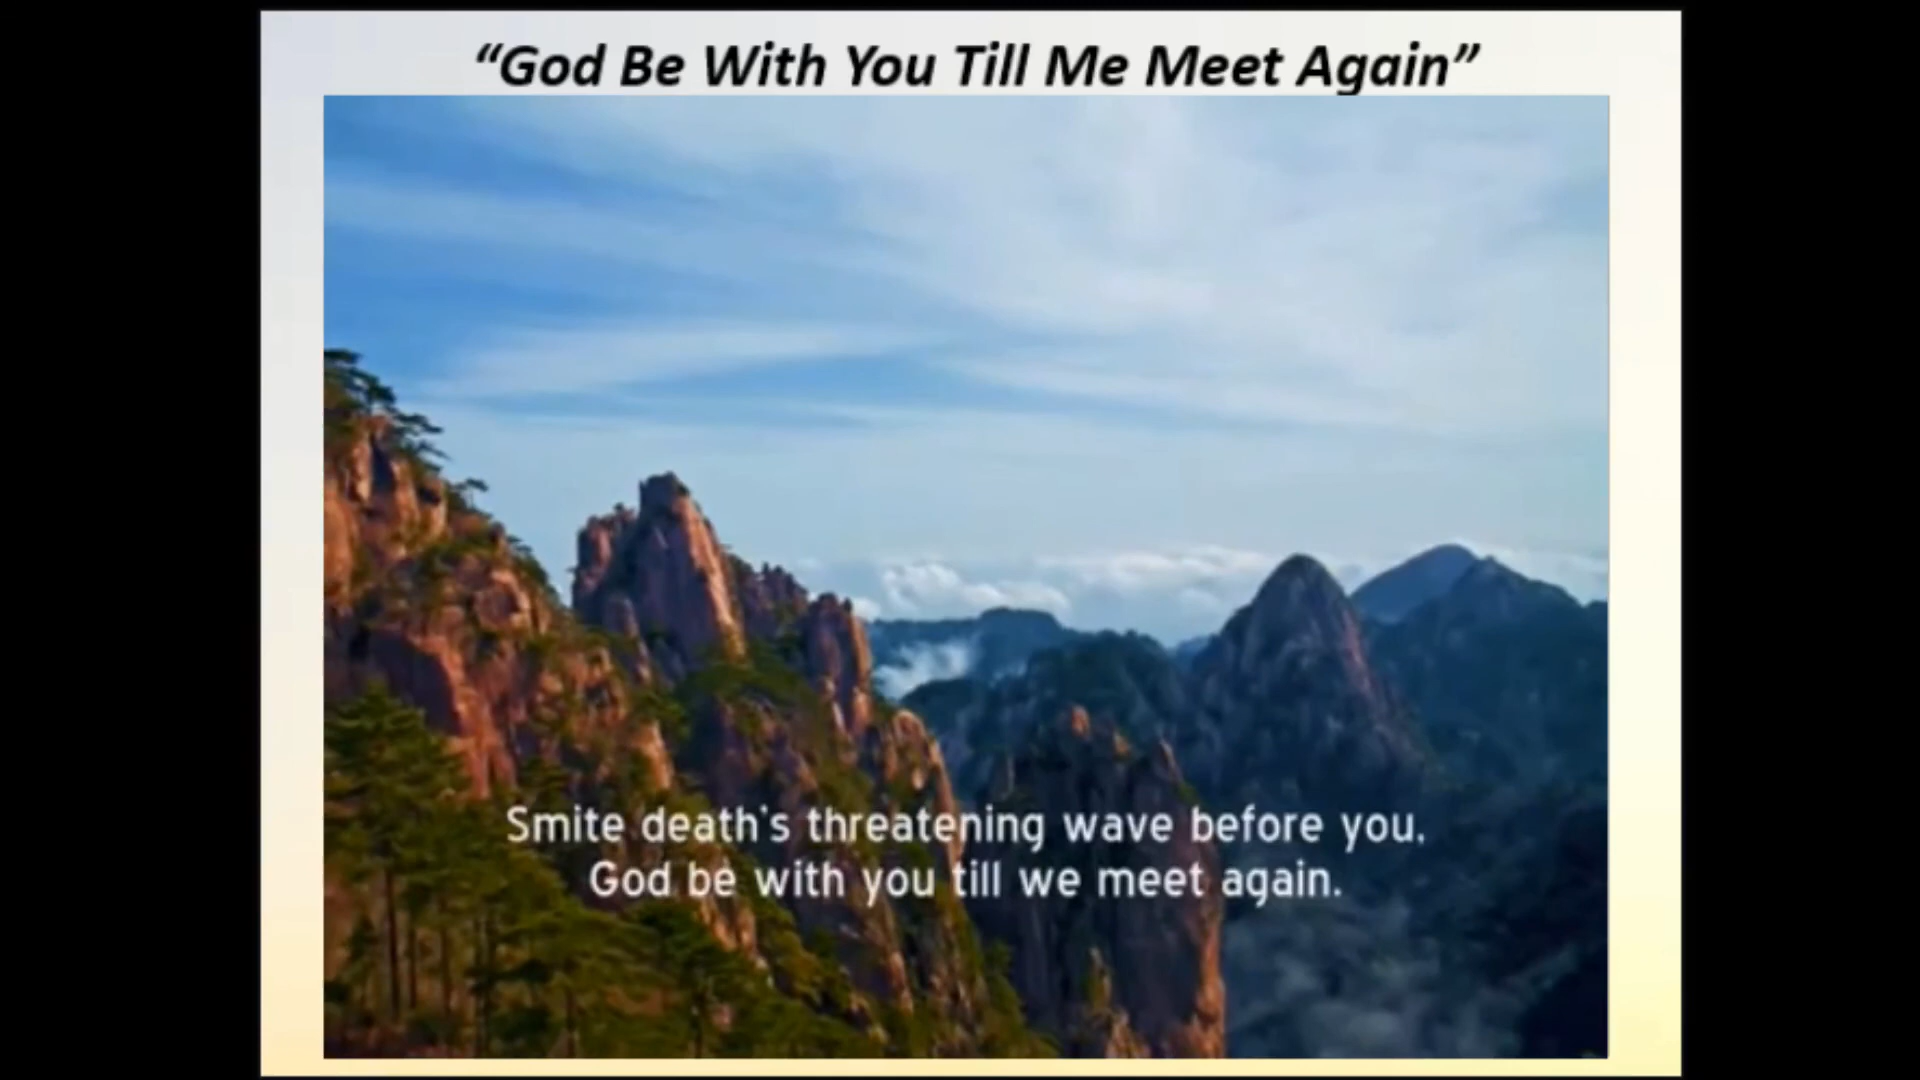 “God Be With You Till Me Meet Again”
Smite death's threatening wave before you,
God be with you till we meet again.